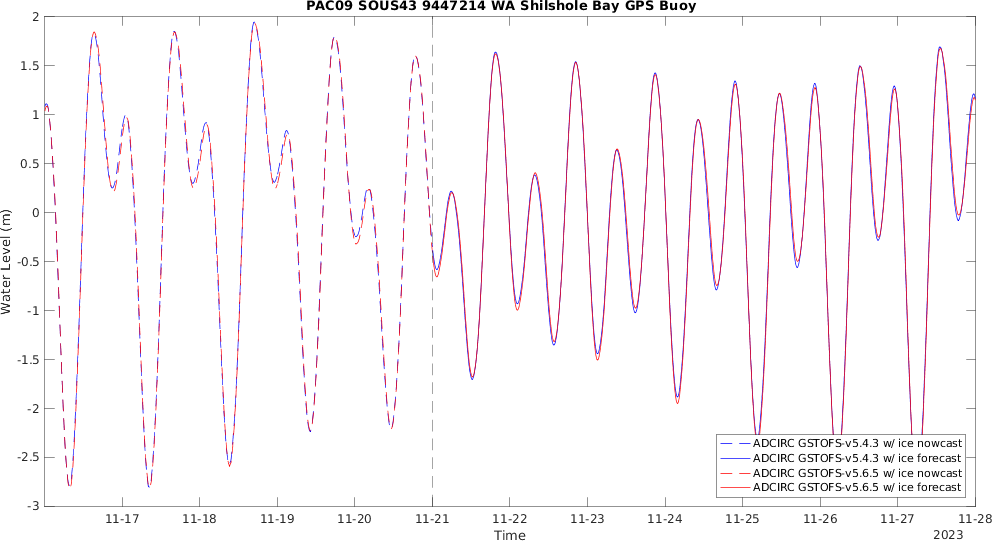 PAC09 SOUS43 9447214 WA Shilshole Bay GPS Buoy
2
1.5
1
0.5
0
-0.5
-1
-1.5
-2
-2.5
-3
Water Level (m)
ADCIRC GSTOFS-v5.4.3 w/ ice nowcast
ADCIRC GSTOFS-v5.4.3 w/ ice forecast
ADCIRC GSTOFS-v5.6.5 w/ ice nowcast
ADCIRC GSTOFS-v5.6.5 w/ ice forecast
11-17 11-18 11-19 11-20 11-21 11-22 11-23 11-24 11-25 11-26 11-27 11-28
Time
2023